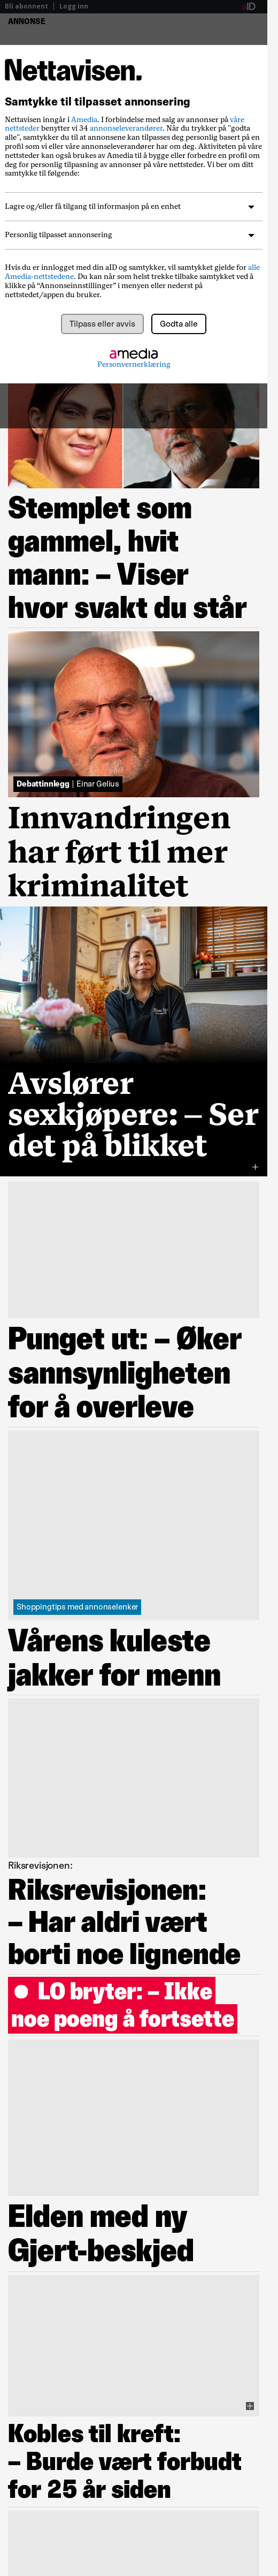 Bli abonnent | Logg inn
aID
ANNONSE
Nettavisen.
Samtykke til tilpasset annonsering
Nettavisen inngår i Amedia. I forbindelse med salg av annonser på våre
nettsteder benytter vi 34 annonseleverandører. Når du trykker på "godta
alle", samtykker du til at annonsene kan tilpasses deg personlig basert på en
profil som vi eller våre annonseleverandører har om deg. Aktiviteten på våre
nettsteder kan også brukes av Amedia til å bygge eller forbedre en profil om
deg for personlig tilpasning av annonser på våre nettsteder. Vi ber om ditt
samtykke til følgende:
Lagre og/eller få tilgang til informasjon på en enhet
Personlig tilpasset annonsering
Hvis du er innlogget med din aID og samtykker, vil samtykket gjelde for alle
Amedia-nettstedene. Du kan når som helst trekke tilbake samtykket ved å
klikke på “Annonseinnstillinger” i menyen eller nederst på
nettstedet/appen du bruker.
Tilpass eller avvis
Godta alle
amedia
Personvernerklæring
Stemplet som
gammel, hvit
mann: – Viser
hvor svakt du står
Debattinnlegg | Einar Gelius
Innvandringen
har ført til mer
kriminalitet
Avslører
sexkjøpere: – Ser
det på blikket
Punget ut: – Øker
sannsynligheten
for å overleve
Shoppingtips med annonselenker
Vårens kuleste
jakker for menn
Riksrevisjonen:
Riksrevisjonen:
– Har aldri vært
borti noe lignende
LO bryter: – Ikke
noe poeng å fortsette
Elden med ny
Gjert-beskjed
Kobles til kreft:
– Burde vært forbudt
for 25 år siden